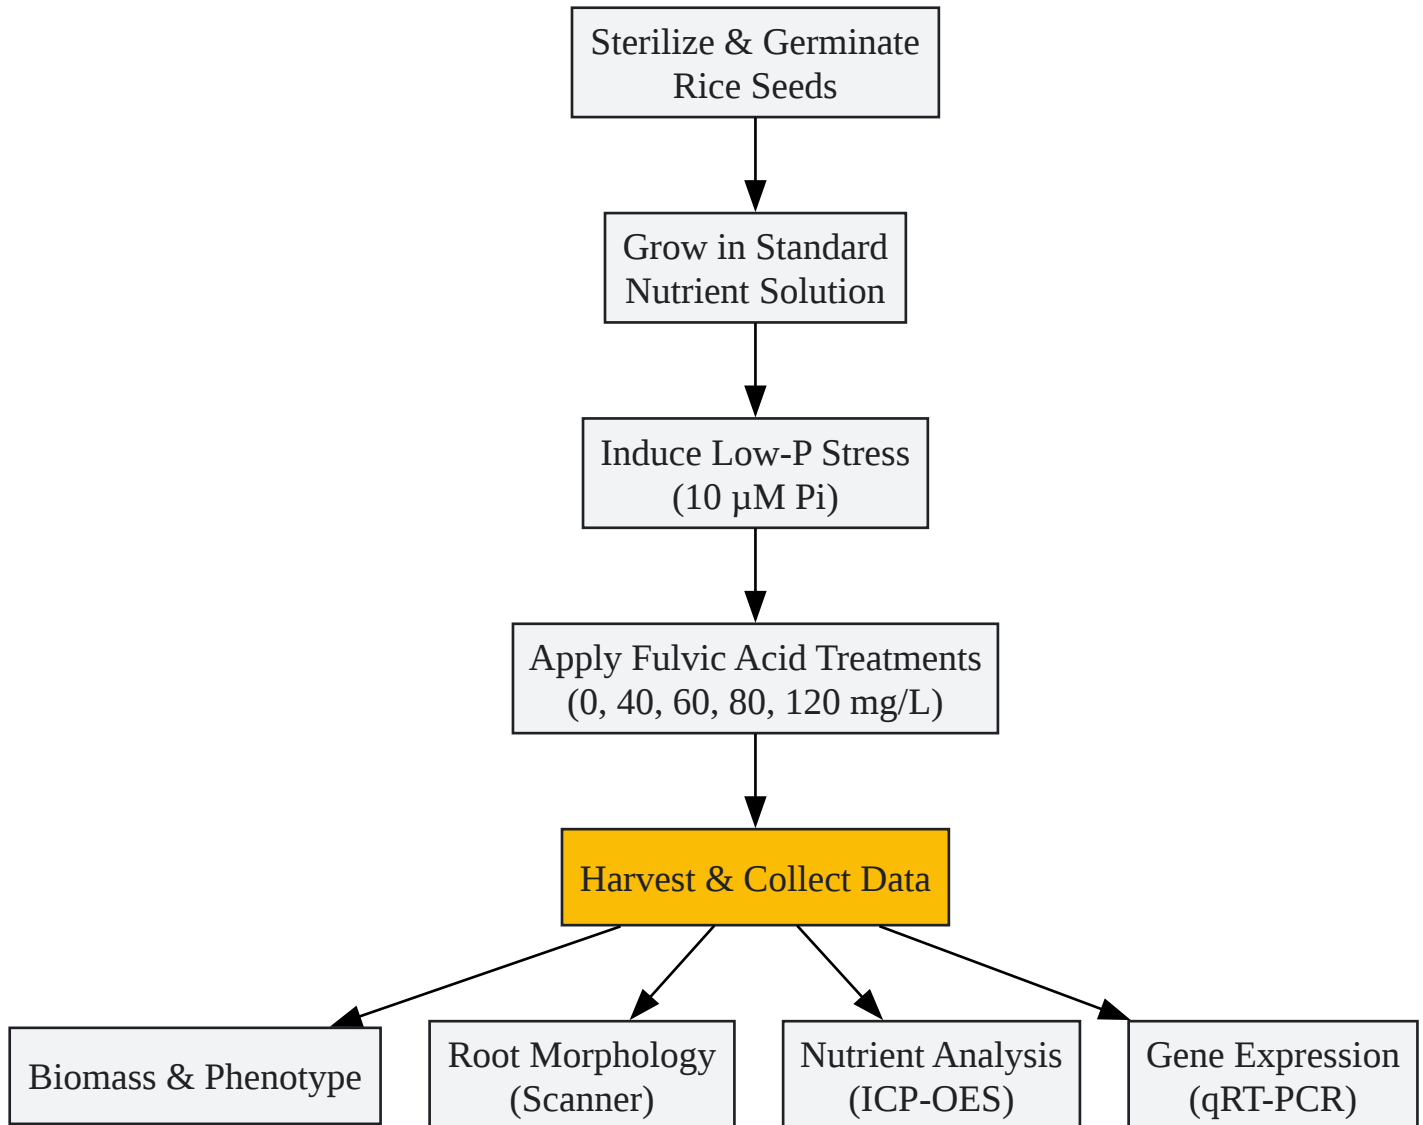 Sterilize & Germinate
Rice Seeds
Grow in Standard
Nutrient Solution
Induce Low-P Stress
(10 µM Pi)
Apply Fulvic Acid Treatments
(0, 40, 60, 80, 120 mg/L)
Harvest & Collect Data
Biomass & Phenotype
Root Morphology
(Scanner)
Nutrient Analysis
(ICP-OES)
Gene Expression
(qRT-PCR)